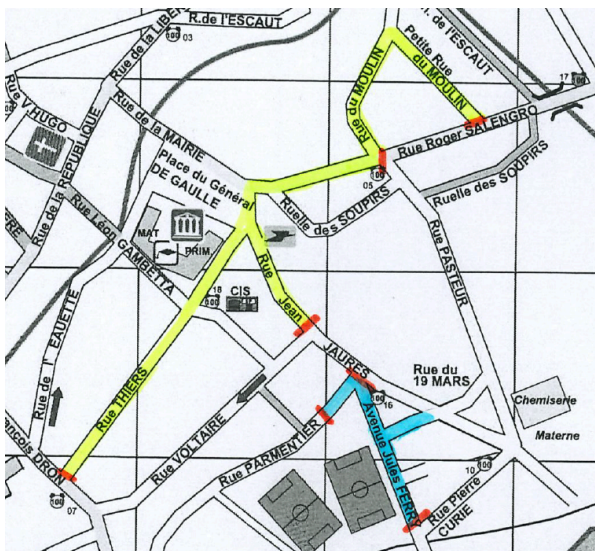 R.de l'ESCAUT
Rue de la LIBER
03
R. de l'ESCAUT
Petite Rue
du MOULIN
17
Rue V.HUGO
Rue de la MAIRIE
Rue du MOULIN
Rue Roger SALENGRO
Rue de la RÉPUBLIQUE
Place du Général
DE GAULLE
05
Ruelle des SOUPIRS
Ruelle des SOUPIRS
Rue Léon GAMBETTA
MAT
PRIM.
18
CIS
Rue Jean JAURÈS
Rue PASTEUR
Rue de l' EAUETTE
Rue THIERS
Rue du
19 MARS
16
Chemiserie
Materne
Rue VOLTAIRE
Rue PARMENTIER
Avenue Jules FERRY
10
Rue Pierre
CURIE
ançois DRON
07